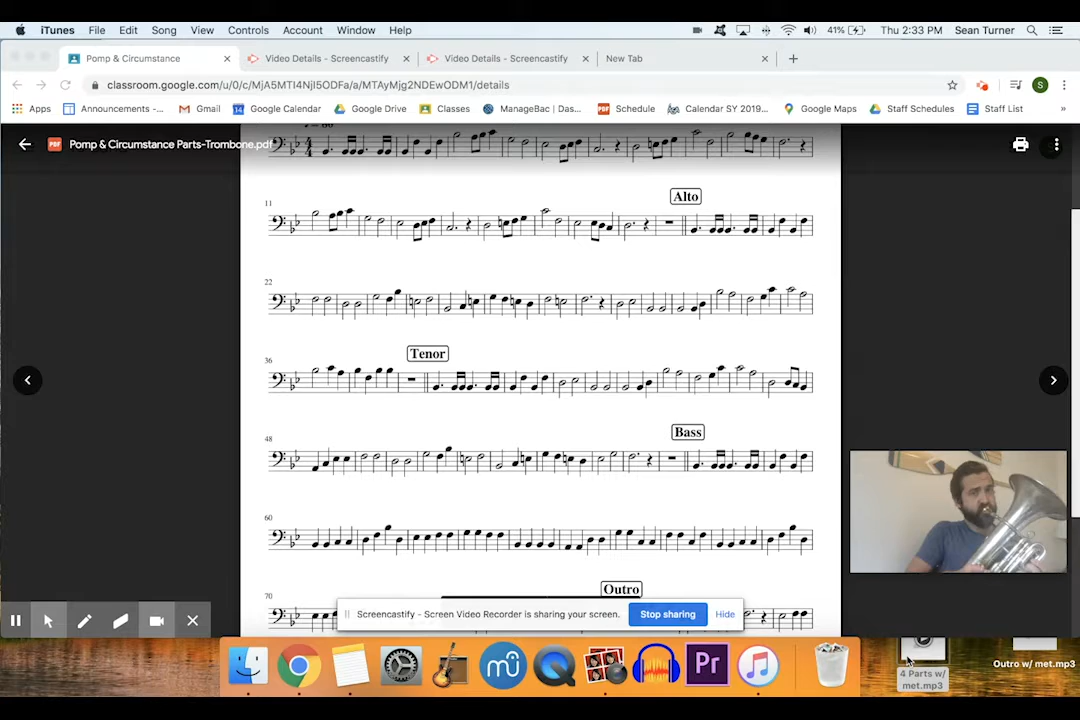 iTunes File Edit Song View Controls Account Window Help 41% Thu 2:33 PM Sean Turner
Pomp & Circumstance Video Details - Screencastify Video Details - Screencastify New Tab
classroom.google.com/u/0/c/MjA5MTI4NjI5ODFa/a/MTAyMjg2NDEwODM1/details S
Apps Announcements -... Gmail 14 Google Calendar Google Drive Classes ManageBac | Das... PDF Schedule Calendar SY 2019... Google Maps Staff Schedules Staff List »
PDF Pomp & Circumstance Parts-Trombone.pdf
Alto
11
22
36
Tenor
48
Bass
60
70
Outro
Screencastify - Screen Video Recorder is sharing your screen. Stop sharing Hide
Pr
4 Parts w/
met.mp3
Outro w/ met.mp3